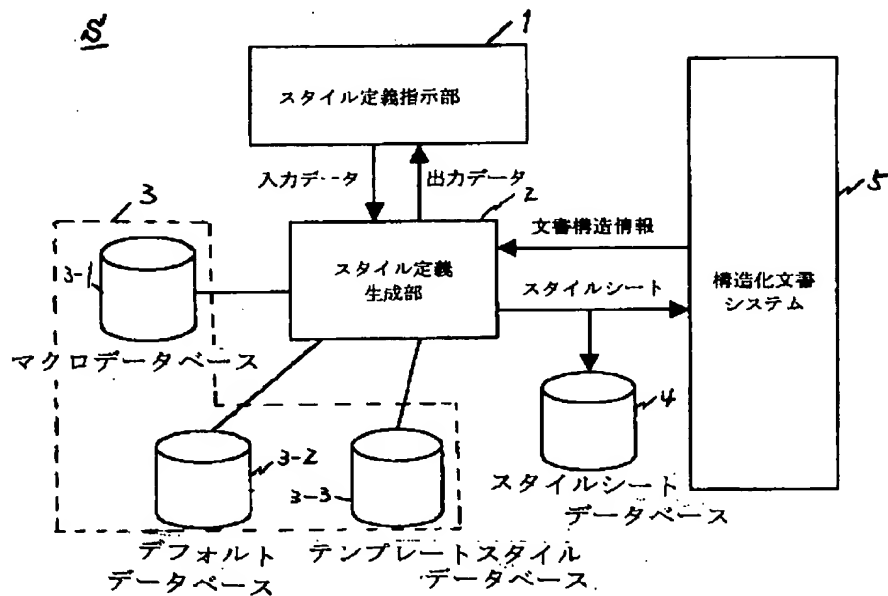 S
1
スタイル定義指示部
入力データ
出力データ
2
3
文書構造情報
5
3-1
スタイル定義
生成部
スタイルシート
構造化文書
システム
マクロデータベース
4
3-2
3-3
スタイルシート
データベース
デフォルト
データベース
テンプレートスタイル
データベース